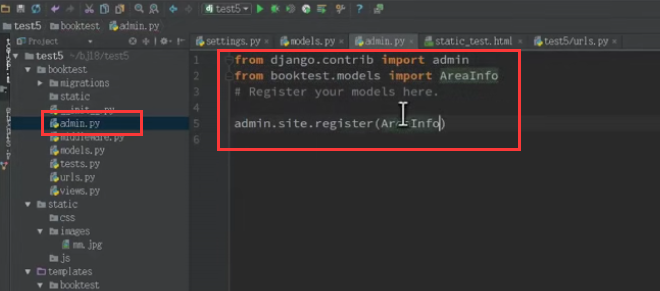 test5
test5 booktest admin.py
Project
settings.py models.py admin.py static_test.html test5/urls.py
test5 ~/bj18/test5
booktest
migrations
static
__init__.py
admin.py
middleware.py
models.py
tests.py
urls.py
views.py
static
css
images
mm.jpg
js
templates
booktest
1 from django.contrib import admin
2 from booktest.models import AreaInfo
3 # Register your models here.
4
5 admin.site.register(AreaInfo)
6